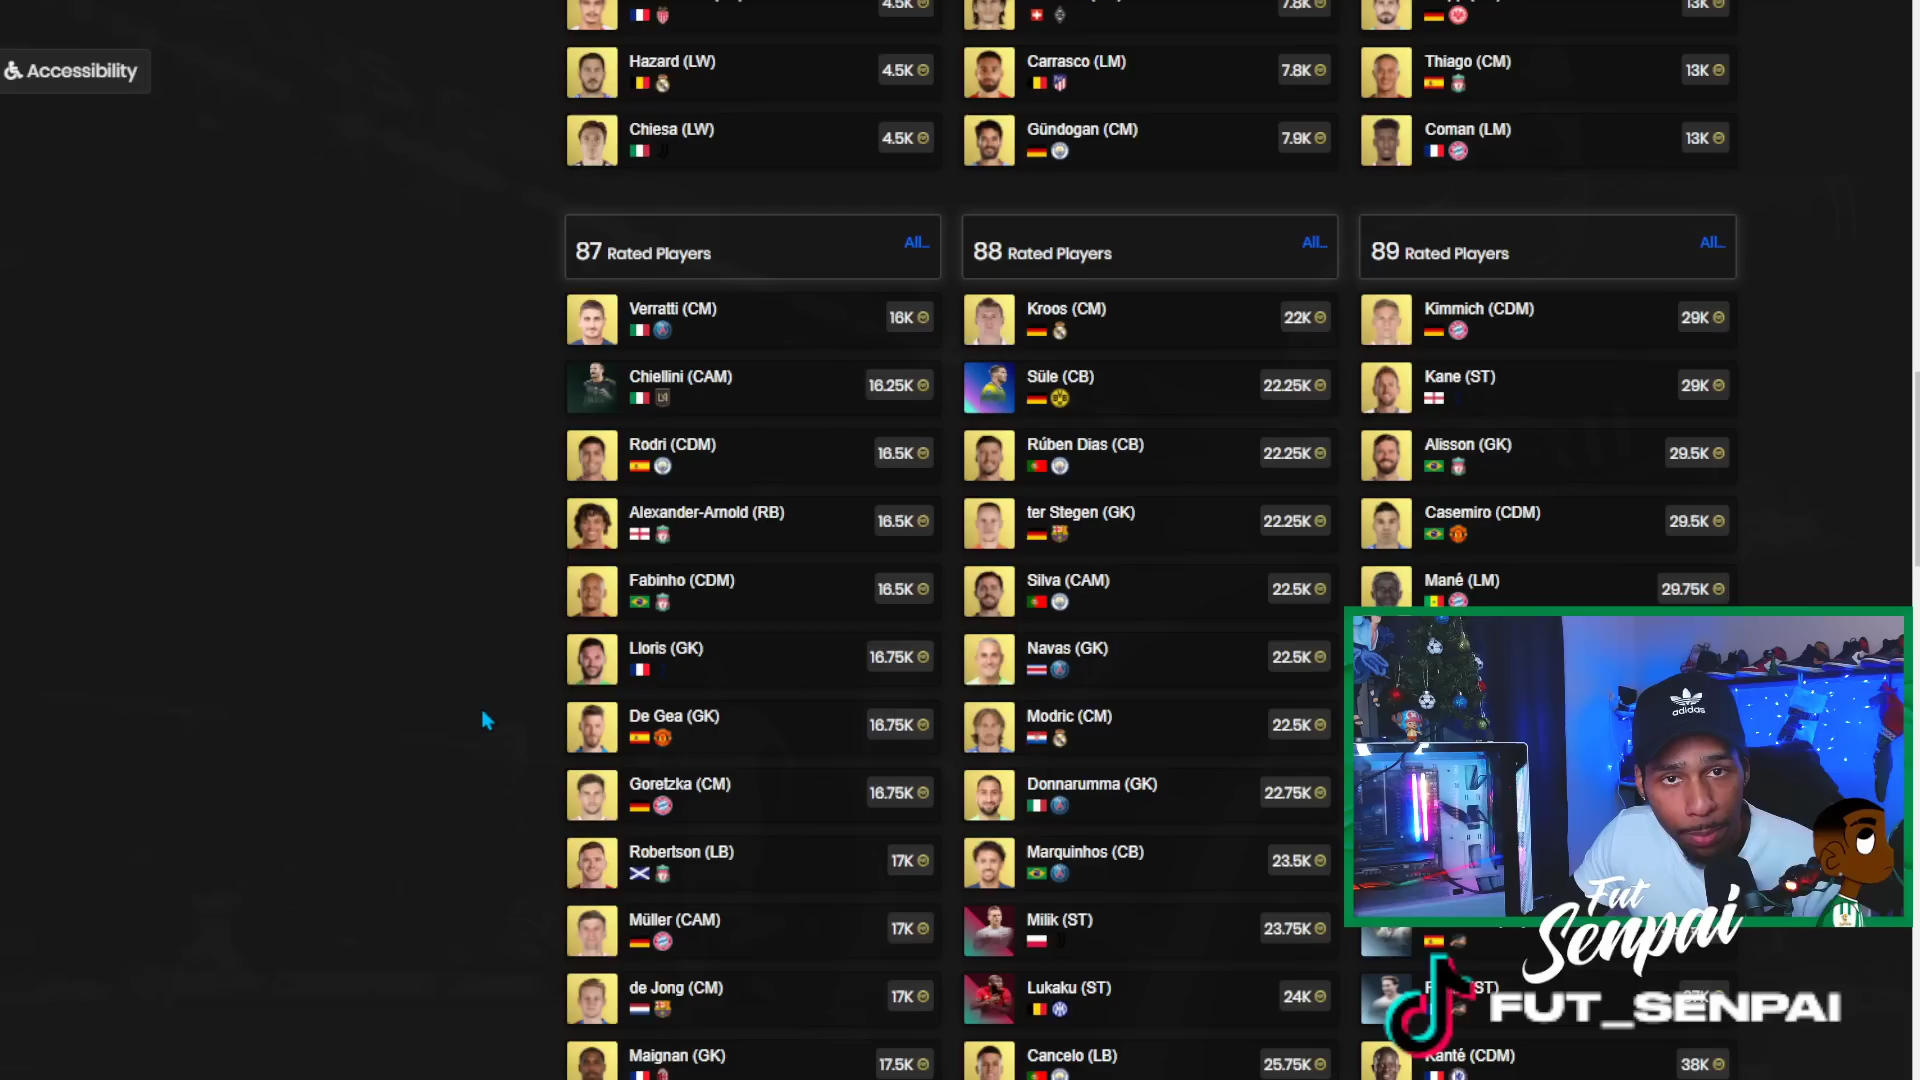 4.5K
7.8K
13K
Accessibility
Hazard (LW)
4.5K
Carrasco (LM)
7.8K
Thiago (CM)
13K
Chiesa (LW)
4.5K
Gündogan (CM)
7.9K
Coman (LM)
13K
87 Rated Players
All...
88 Rated Players
All...
89 Rated Players
All...
Verratti (CM)
16K
Kroos (CM)
22K
Kimmich (CDM)
29K
Chiellini (CAM)
16.25K
Süle (CB)
22.25K
Kane (ST)
29K
Rodri (CDM)
16.5K
Rúben Dias (CB)
22.25K
Alisson (GK)
29.5K
Alexander-Arnold (RB)
16.5K
ter Stegen (GK)
22.25K
Casemiro (CDM)
29.5K
Fabinho (CDM)
16.5K
Silva (CAM)
22.5K
Mané (LM)
29.75K
Lloris (GK)
16.75K
Navas (GK)
22.5K
De Gea (GK)
16.75K
Modric (CM)
22.5K
adidas
Goretzka (CM)
16.75K
Donnarumma (GK)
22.75K
Robertson (LB)
17K
Marquinhos (CB)
23.5K
Müller (CAM)
17K
Milik (ST)
23.75K
Fut
Senpai
de Jong (CM)
17K
Lukaku (ST)
24K
(ST)
FUT_SENPAI
Maignan (GK)
17.5K
Cancelo (LB)
25.75K
Kanté (CDM)
38K